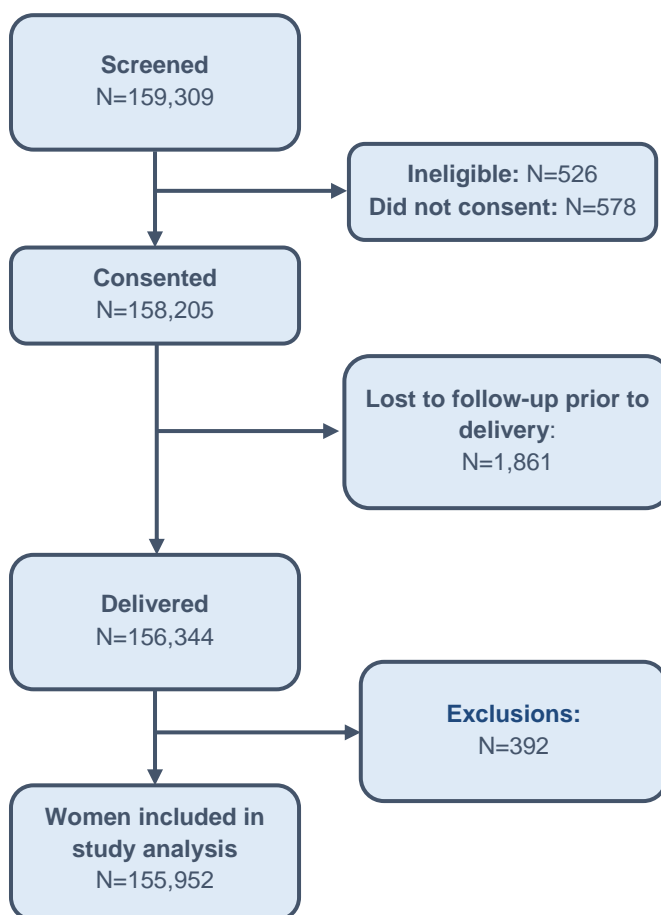 Screened
N=159,309
Ineligible: N=526
Did not consent: N=578
Consented
N=158,205
Lost to follow-up prior to
delivery:
N=1,861
Delivered
N=156,344
Exclusions:
N=392
Women included in
study analysis
N=155,952